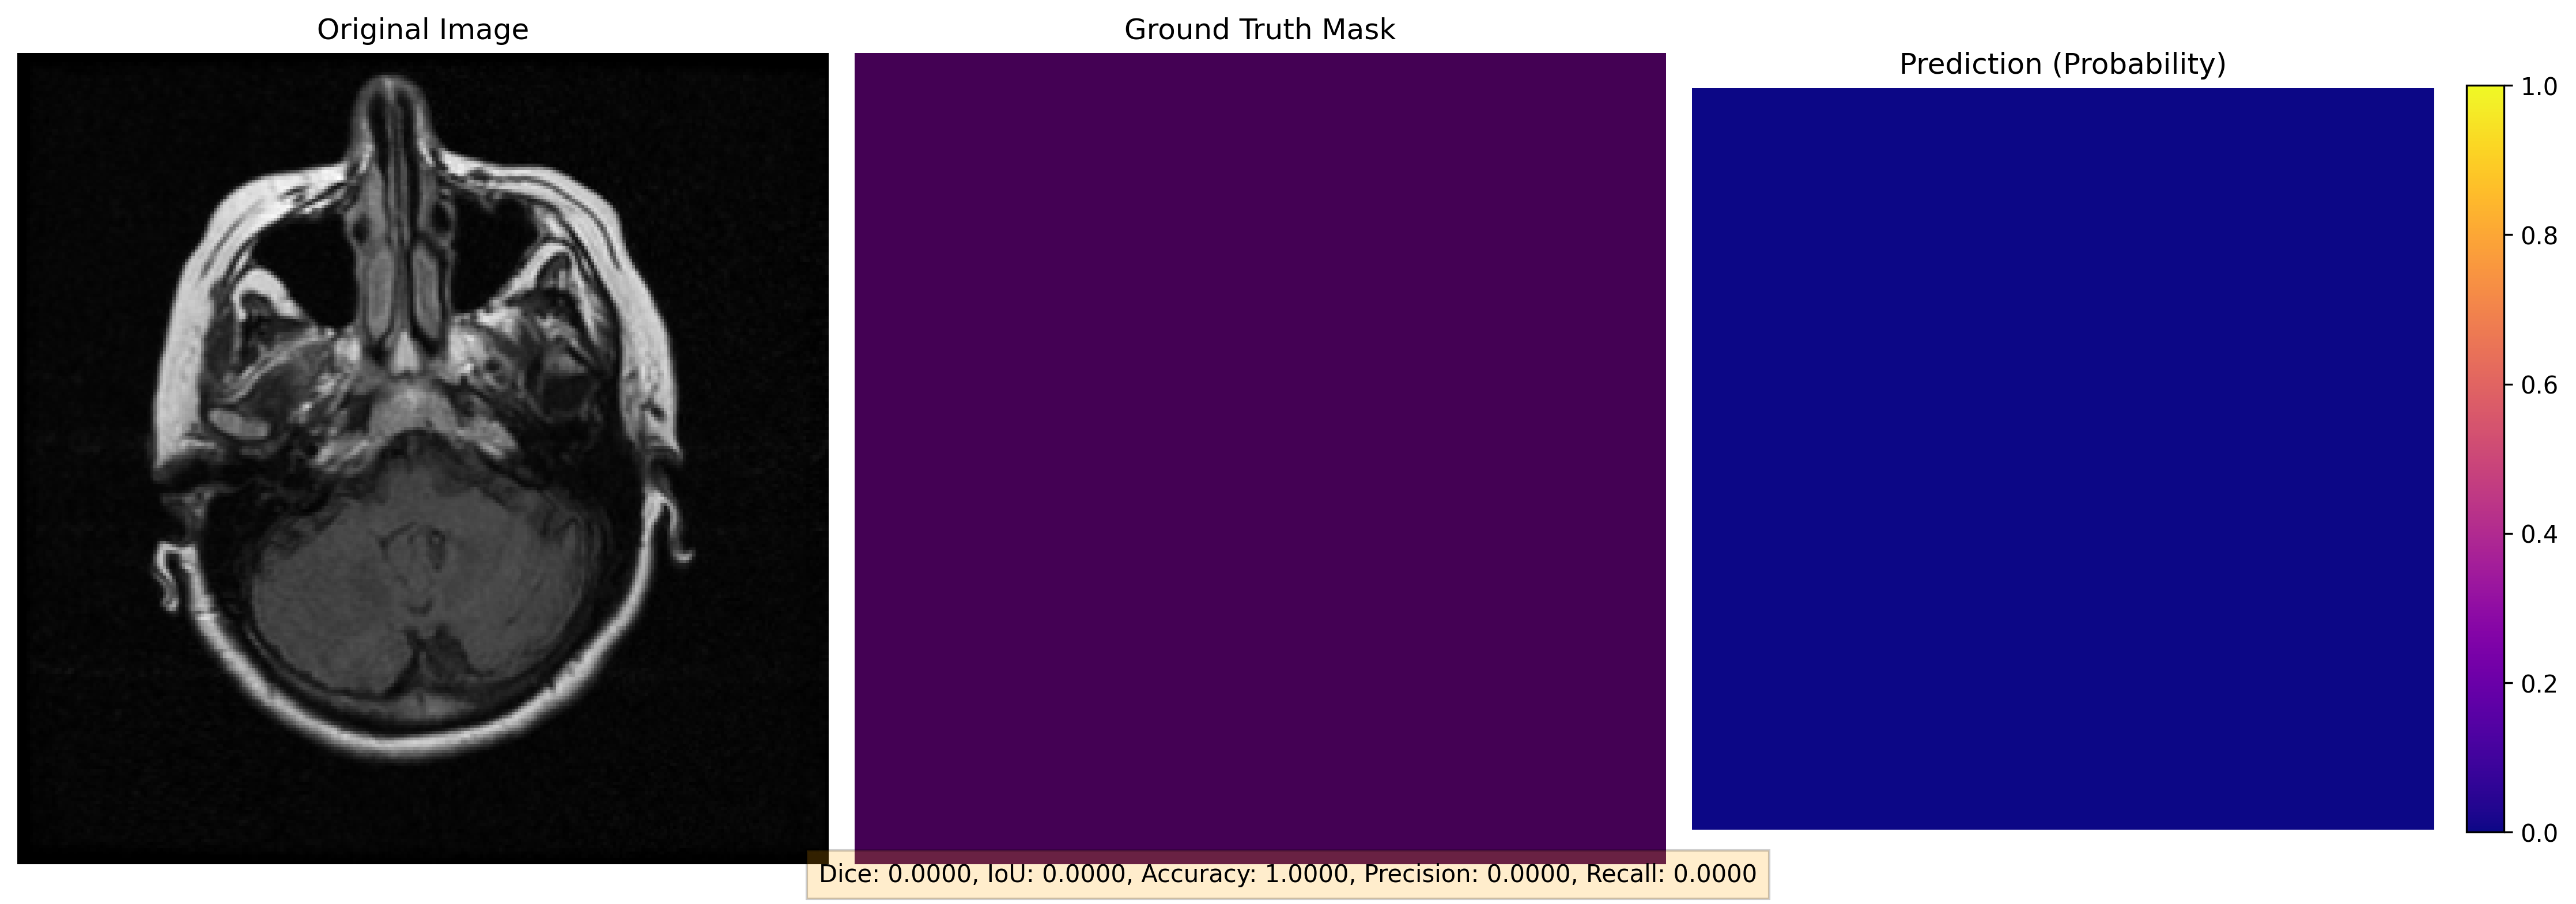 Original Image
Ground Truth Mask
Prediction (Probability)
1.0
0.8
0.6
0.4
0.2
0.0
Dice: 0.0000, IoU: 0.0000, Accuracy: 1.0000, Precision: 0.0000, Recall: 0.0000